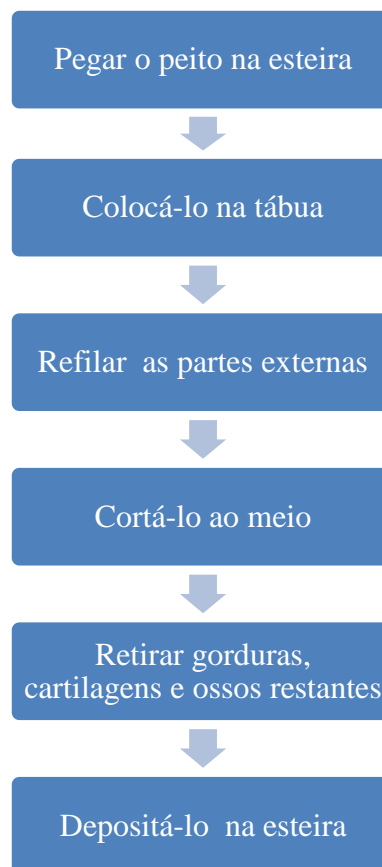 Pegar o peito na esteira
Colocá-lo na tábua
Refilar as partes externas
Cortá-lo ao meio
Retirar gorduras,
cartilagens e ossos restantes
Depositá-lo na esteira